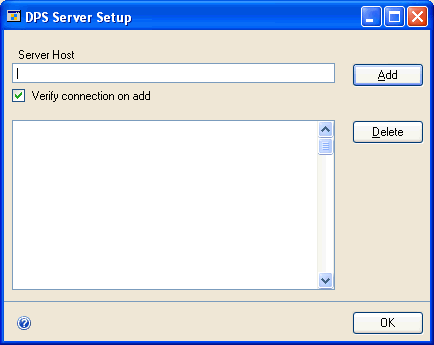 DPS Server Setup
Server Host
Add
Verify connection on add
Delete
OK